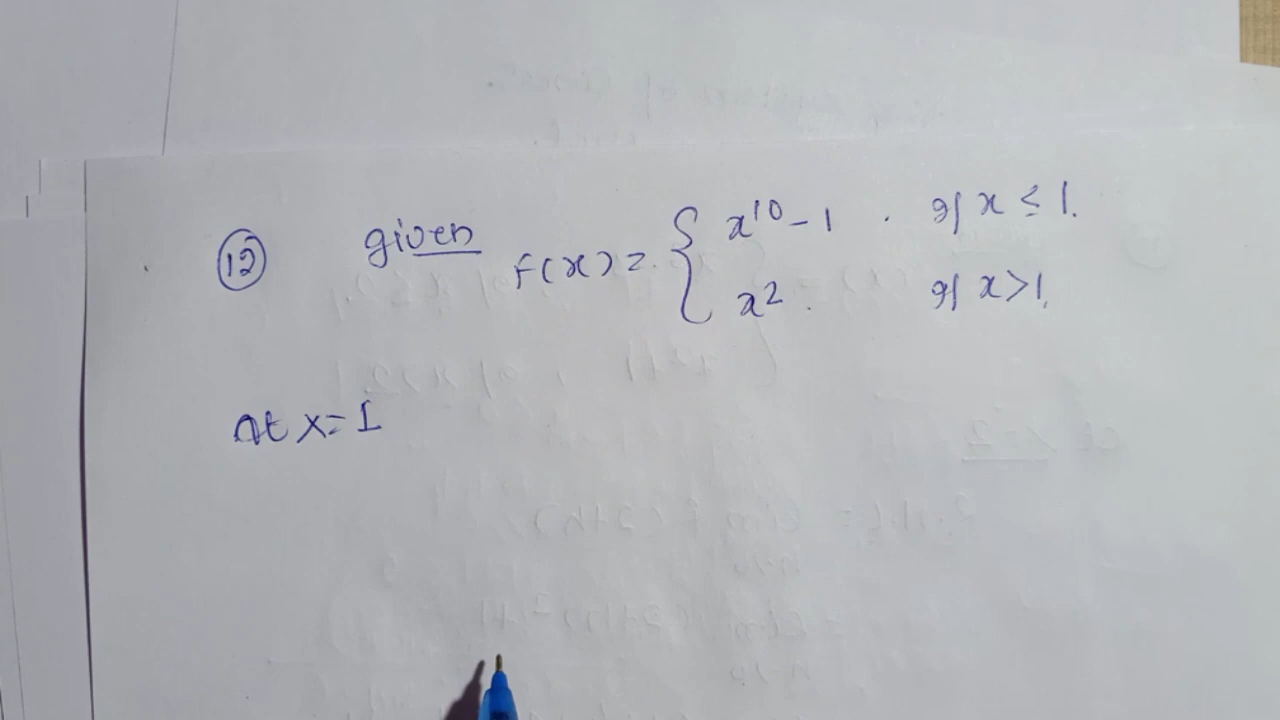 (12) given f(x) = { x^10 - 1 . if x ≤ 1.
x^2 . if x > 1.
At x = 1